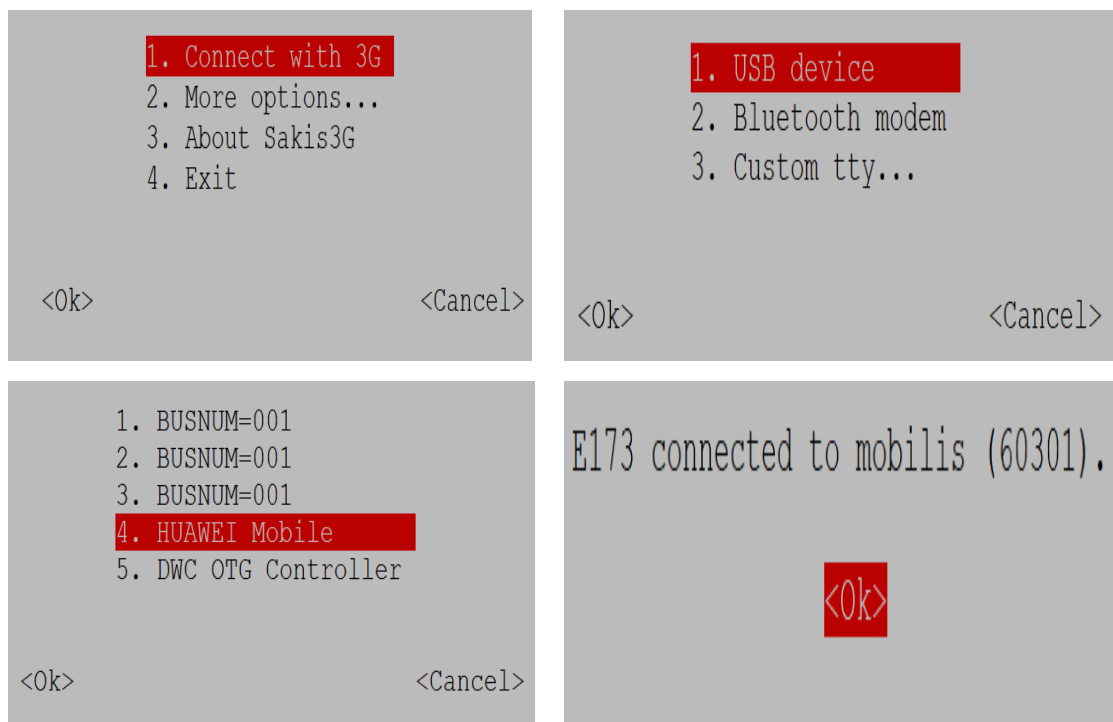 1. Connect with 3G
2. More options...
3. About Sakis3G
4. Exit
<Ok> <Cancel>
1. USB device
2. Bluetooth modem
3. Custom tty...
<Ok> <Cancel>
1. BUSNUM=001
2. BUSNUM=001
3. BUSNUM=001
4. HUAWEI Mobile
5. DWC OTG Controller
<Ok> <Cancel>
E173 connected to mobilis (60301).
<Ok>